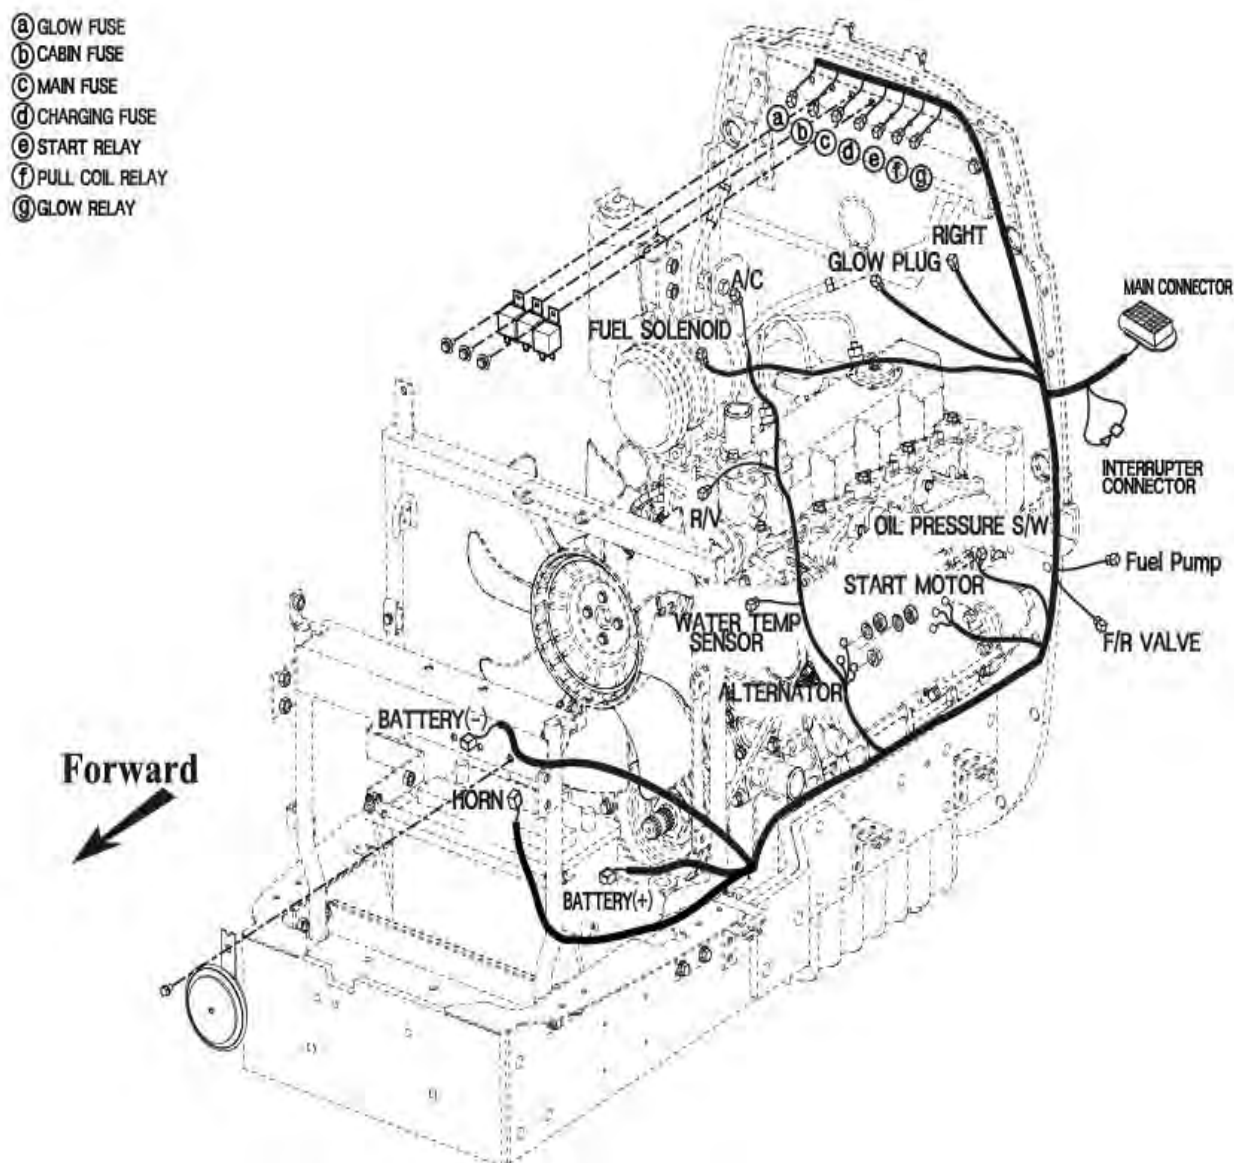 ⓐ GLOW FUSE
ⓑ CABIN FUSE
ⓒ MAIN FUSE
ⓓ CHARGING FUSE
ⓔ START RELAY
ⓕ PULL COIL RELAY
ⓖ GLOW RELAY
ⓐ ⓑ ⓒ ⓓ ⓔ ⓕ ⓖ
RIGHT
GLOW PLUG
A/C
MAIN CONNECTOR
FUEL SOLENOID
INTERRUPTER
CONNECTOR
R/V
OIL PRESSURE S/W
Fuel Pump
START MOTOR
WATER TEMP
SENSOR
F/R VALVE
ALTERNATOR
BATTERY(-)
Forward
HORN
BATTERY(+)